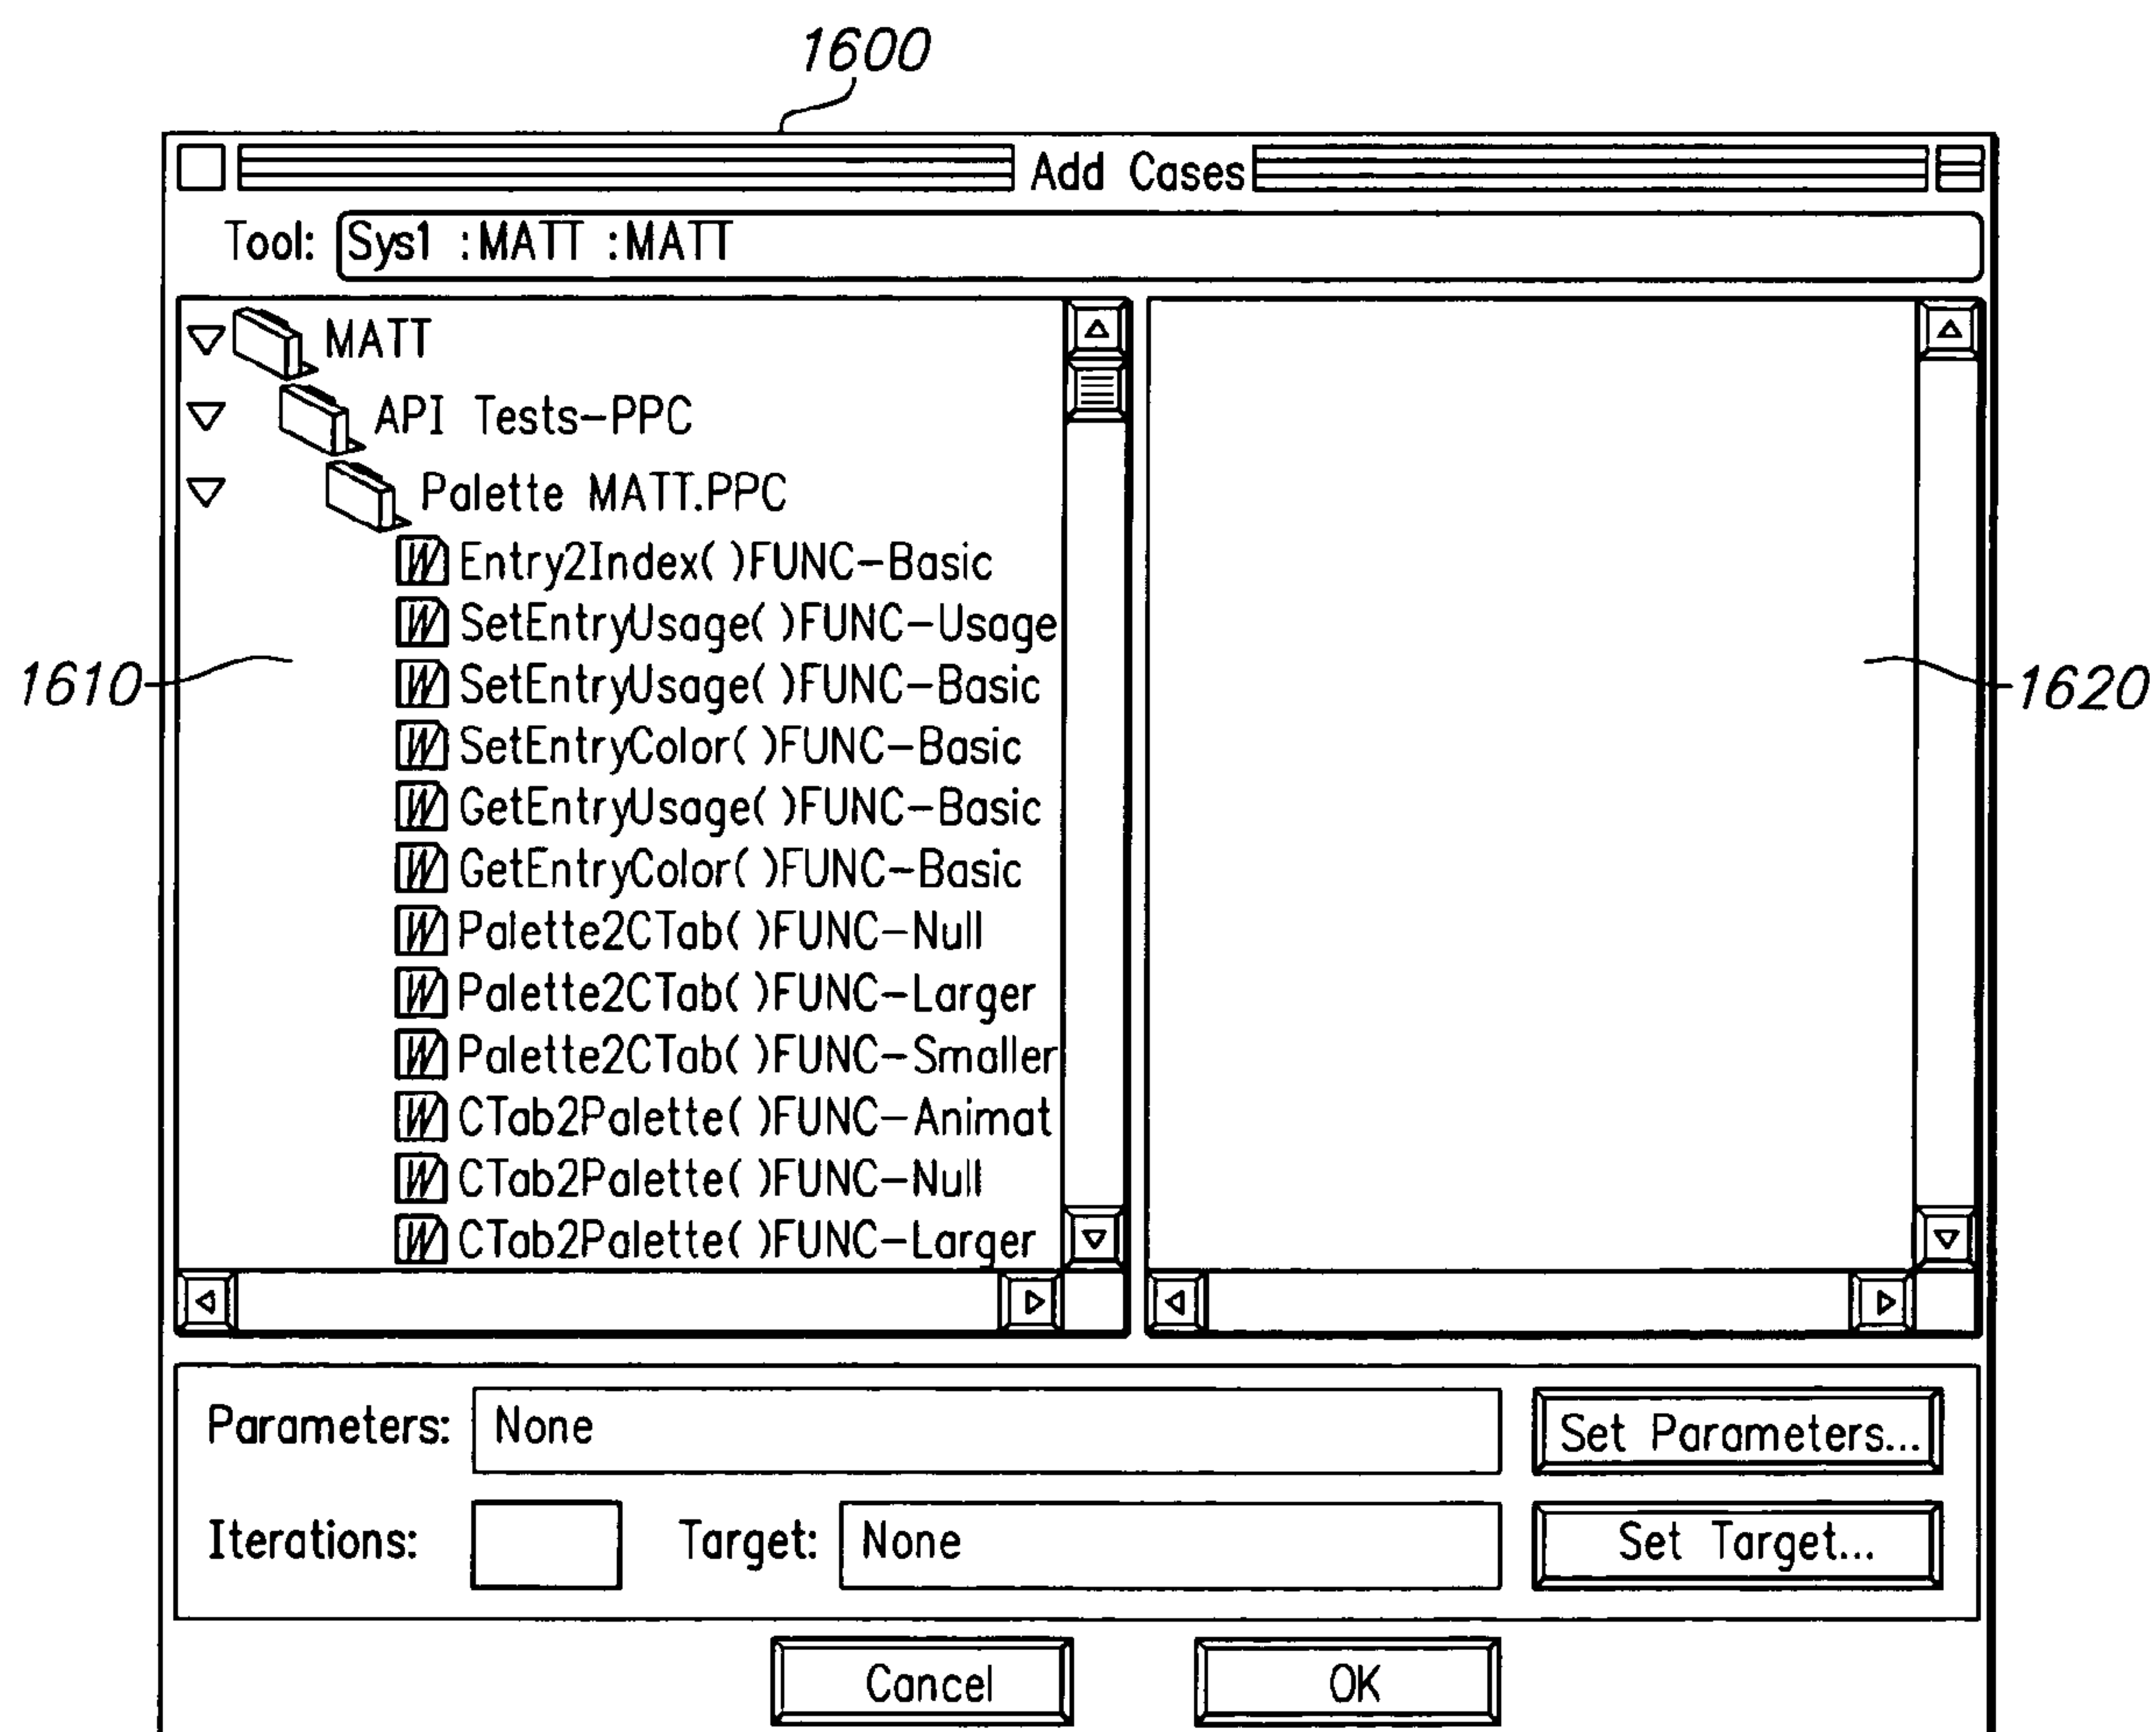 1600
Add Cases
Tool: Sys1 :MATT :MATT
MATT
API Tests-PPC
Palette MATT.PPC
Entry2Index( )FUNC-Basic
SetEntryUsage( )FUNC-Usage
1610
SetEntryUsage( )FUNC-Basic
1620
SetEntryColor( )FUNC-Basic
GetEntryUsage( )FUNC-Basic
GetEntryColor( )FUNC-Basic
Palette2CTab( )FUNC-Null
Palette2CTab( )FUNC-Larger
Palette2CTab( )FUNC-Smaller
CTab2Palette( )FUNC-Animat
CTab2Palette( )FUNC-Null
CTab2Palette( )FUNC-Larger
Parameters: None Set Parameters...
Iterations: Target: None Set Target...
Cancel OK